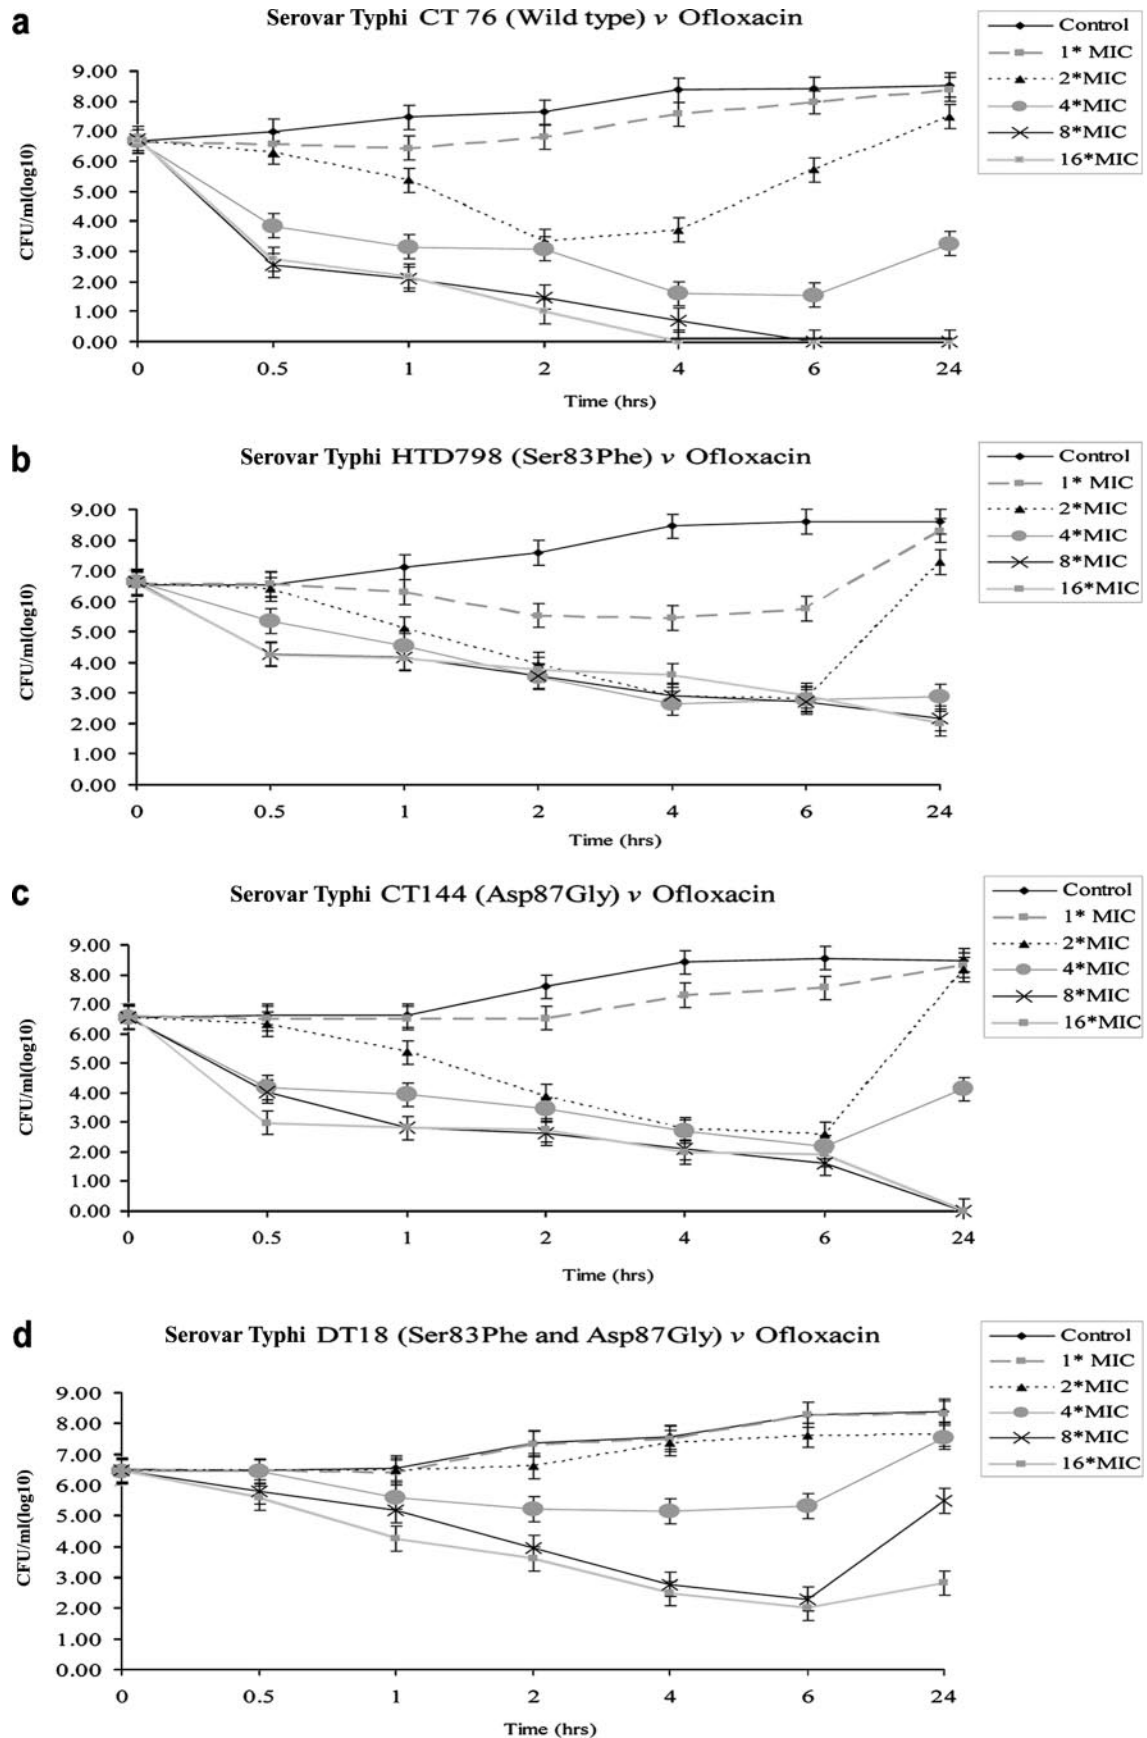 a
Serovar Typhi CT 76 (Wild type) v Ofloxacin
Control
1* MIC
2*MIC
4*MIC
8*MIC
16*MIC
9.00
8.00
7.00
6.00
5.00
4.00
3.00
2.00
1.00
0.00
CFU/ml(log10)
0 0.5 1 2 4 6 24
Time (hrs)
b
Serovar Typhi HTD798 (Ser83Phe) v Ofloxacin
Control
1* MIC
2*MIC
4*MIC
8*MIC
16*MIC
9.00
8.00
7.00
6.00
5.00
4.00
3.00
2.00
1.00
0.00
CFU/ml(log10)
0 0.5 1 2 4 6 24
Time (hrs)
c
Serovar Typhi CT144 (Asp87Gly) v Ofloxacin
Control
1* MIC
2*MIC
4*MIC
8*MIC
16*MIC
9.00
8.00
7.00
6.00
5.00
4.00
3.00
2.00
1.00
0.00
CFU/ml(log10)
0 0.5 1 2 4 6 24
Time (hrs)
d
Serovar Typhi DT18 (Ser83Phe and Asp87Gly) v Ofloxacin
Control
1* MIC
2*MIC
4*MIC
8*MIC
16*MIC
9.00
8.00
7.00
6.00
5.00
4.00
3.00
2.00
1.00
0.00
CFU/ml(log10)
0 0.5 1 2 4 6 24
Time (hrs)